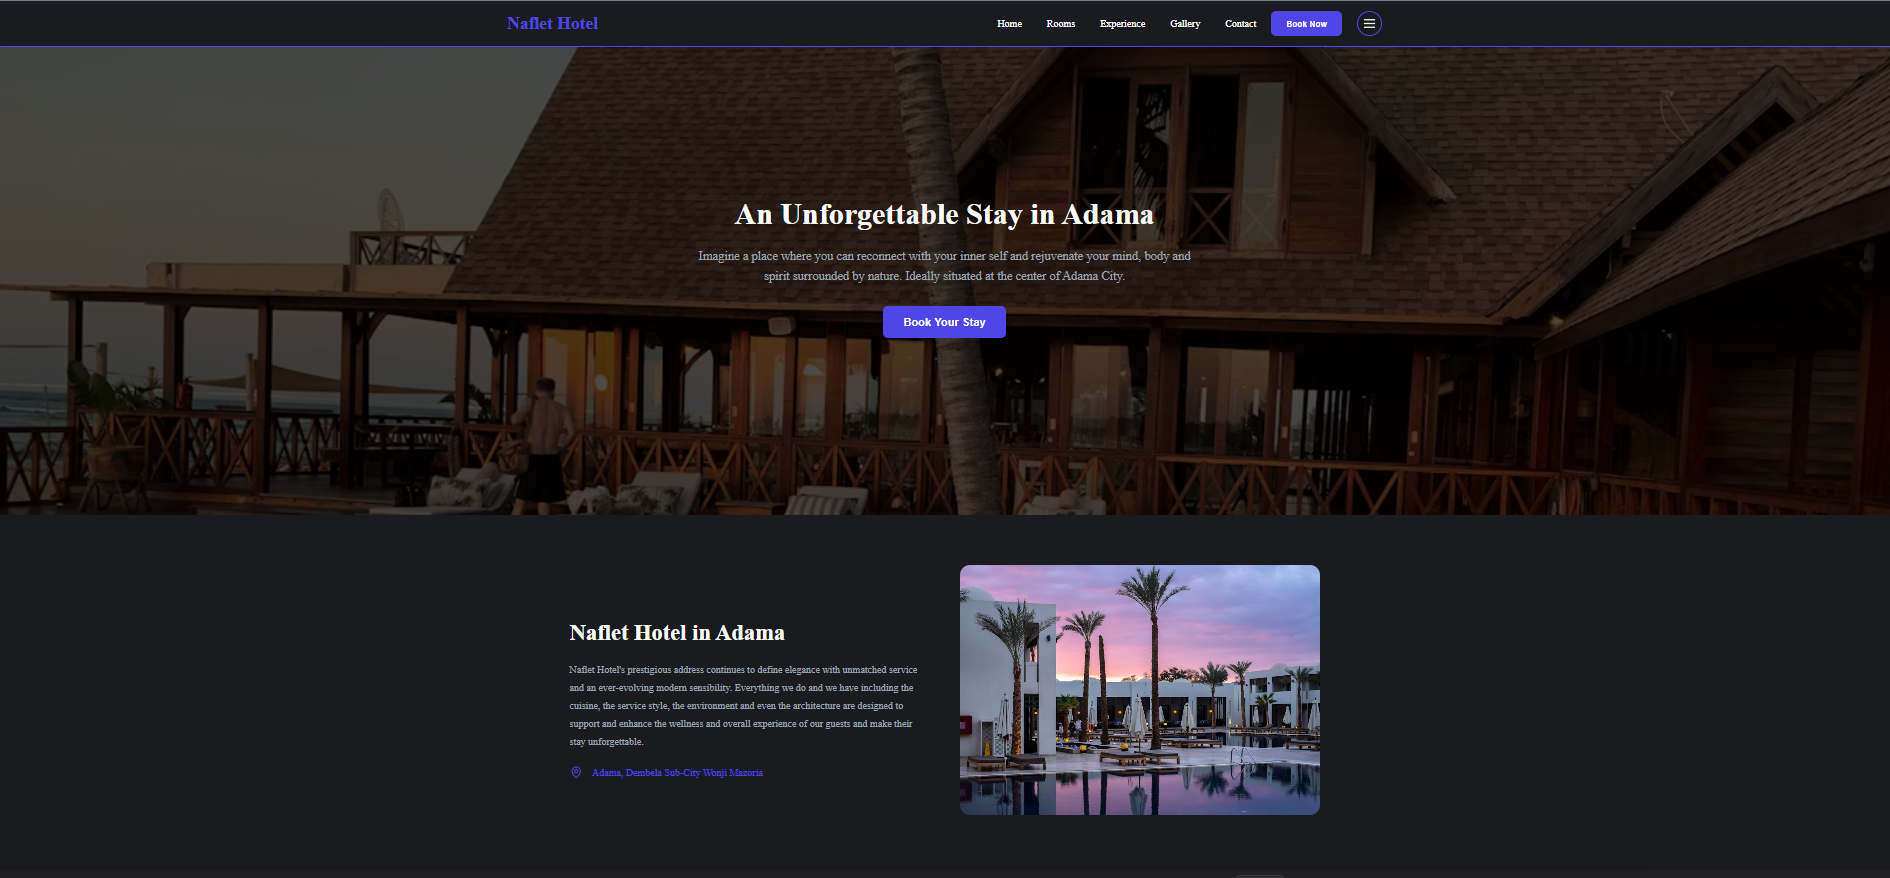 Naflet Hotel
Home
Rooms
Experience
Gallery
Contact
Book Now
An Unforgettable Stay in Adama
Imagine a place where you can reconnect with your inner self and rejuvenate your mind, body and
spirit surrounded by nature. Ideally situated at the center of Adama City.
Book Your Stay
Naflet Hotel in Adama
Naflet Hotel's prestigious address continues to define elegance with unmatched service
and an ever-evolving modern sensibility. Everything we do and we have including the
cuisine, the service style, the environment and even the architecture are designed to
support and enhance the wellness and overall experience of our guests and make their
stay unforgettable.
Adama, Dembela Sub-City Wonji Mazoria